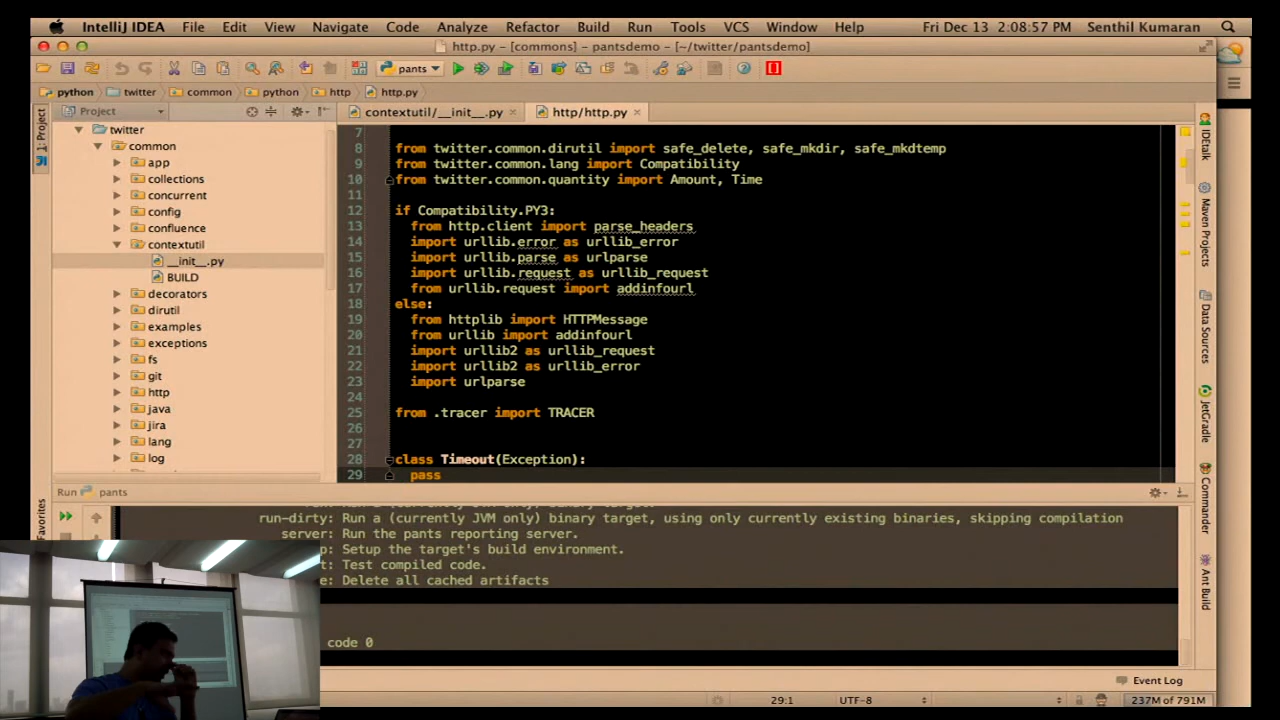 IntelliJ IDEA File Edit View Navigate Code Analyze Refactor Build Run Tools VCS Window Help Fri Dec 13 2:08:57 PM Senthil Kumaran
http.py - [commons] - pantsdemo - [~/twitter/pantsdemo]
pants
python twitter common python http http.py
Project
contextutil/__init__.py
http/http.py
1: Project
twitter
common
app
collections
concurrent
config
confluence
contextutil
__init__.py
BUILD
decorators
dirutil
examples
exceptions
fs
git
http
java
jira
lang
log
7
8 from twitter.common.dirutil import safe_delete, safe_mkdir, safe_mkdtemp
9 from twitter.common.lang import Compatibility
10 from twitter.common.quantity import Amount, Time
11
12 if Compatibility.PY3:
13 from http.client import parse_headers
14 import urllib.error as urllib_error
15 import urllib.parse as urlparse
16 import urllib.request as urllib_request
17 from urllib.request import addinfourl
18 else:
19 from httplib import HTTPMessage
20 from urllib import addinfourl
21 import urllib2 as urllib_request
22 import urllib2 as urllib_error
23 import urlparse
24
25 from .tracer import TRACER
26
27
28 class Timeout(Exception):
29 pass
IDEtalk
Maven Projects
Data Sources
JetGradle
Commander
Ant Build
Run pants
Favorites
run-dirty: Run a (currently JVM only) binary target, using only currently existing binaries, skipping compilation
server: Run the pants reporting server.
p: Setup the target's build environment.
t: Test compiled code.
e: Delete all cached artifacts
code 0
Event Log
29:1 UTF-8 237M of 791M